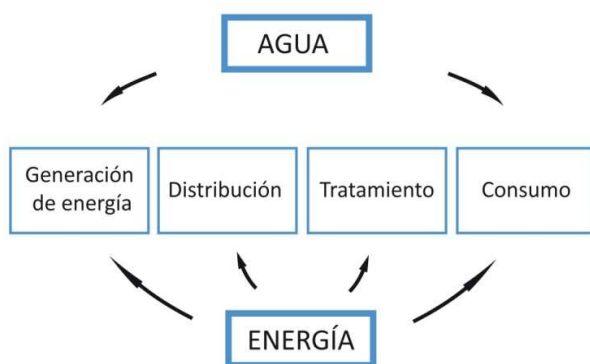 AGUA
Generación
de energía
Distribución
Tratamiento
Consumo
ENERGÍA